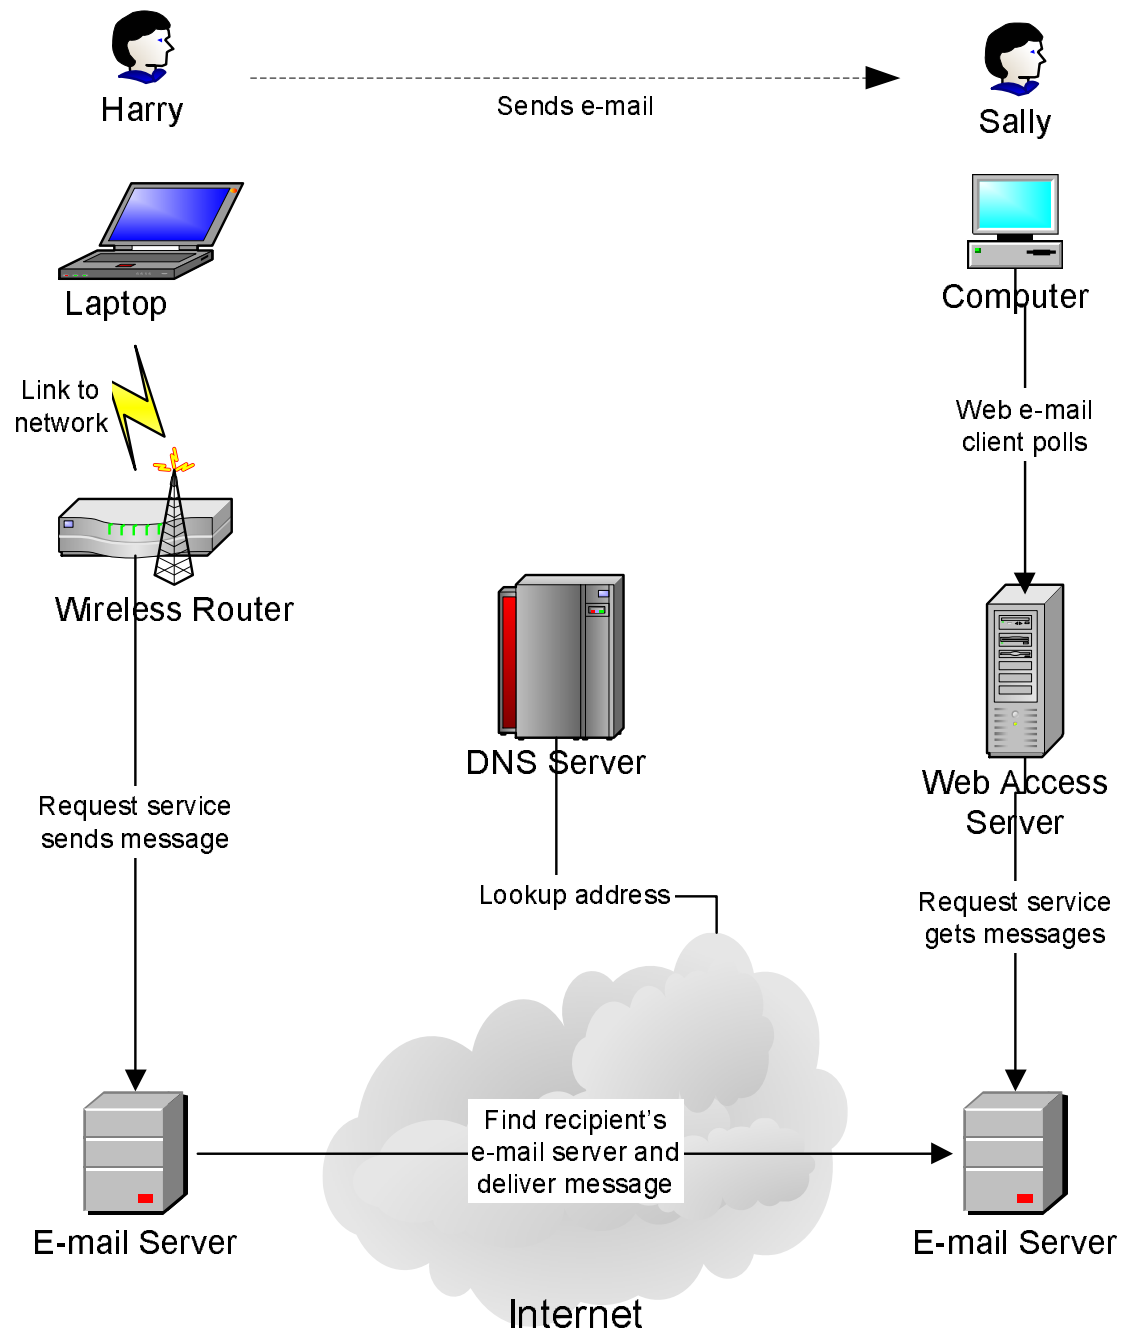 Harry
Sends e-mail
Sally
Laptop
Computer
Link to
network
Web e-mail
client polls
Wireless Router
DNS Server
Web Access
Server
Request service
sends message
Lookup address
Request service
gets messages
Find recipient's
e-mail server and
deliver message
E-mail Server
E-mail Server
Internet